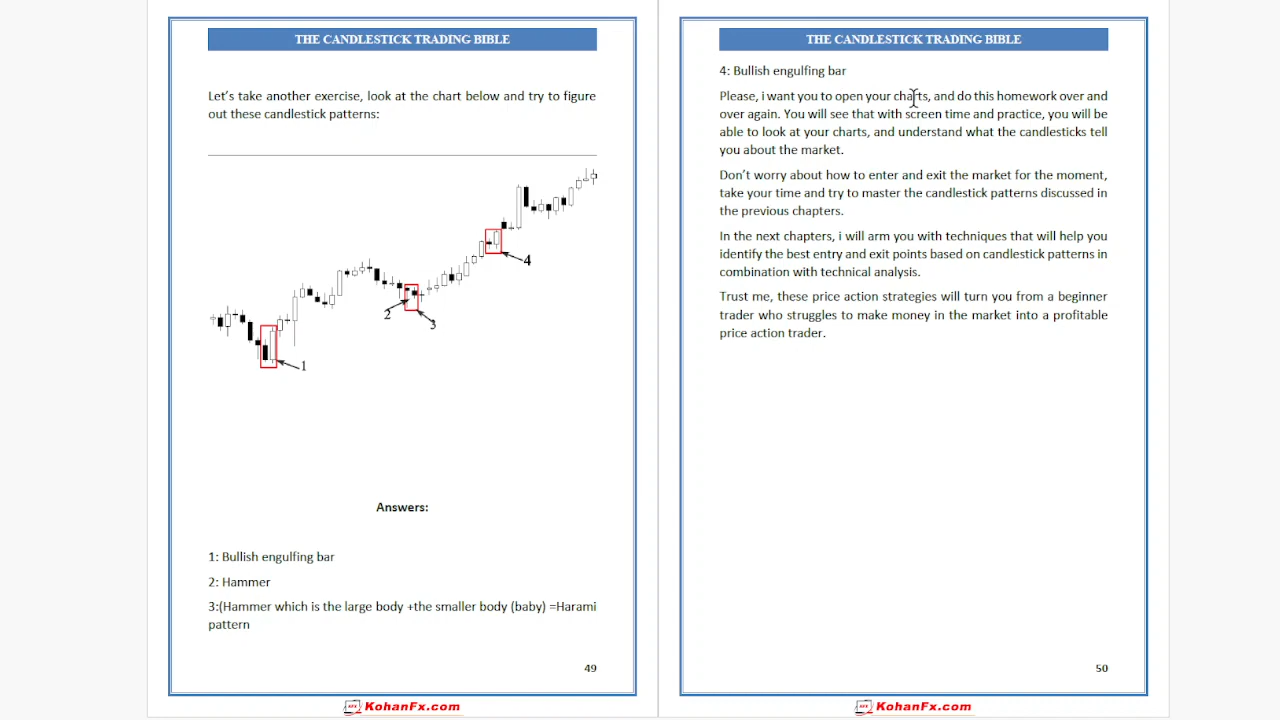 THE CANDLESTICK TRADING BIBLE
Let’s take another exercise, look at the chart below and try to figure
out these candlestick patterns:
4
2
3
1
Answers:
1: Bullish engulfing bar
2: Hammer
3:(Hammer which is the large body +the smaller body (baby) =Harami
pattern
49
KFX KohanFx.com
THE CANDLESTICK TRADING BIBLE
4: Bullish engulfing bar
Please, i want you to open your charts, and do this homework over and
over again. You will see that with screen time and practice, you will be
able to look at your charts, and understand what the candlesticks tell
you about the market.
Don’t worry about how to enter and exit the market for the moment,
take your time and try to master the candlestick patterns discussed in
the previous chapters.
In the next chapters, i will arm you with techniques that will help you
identify the best entry and exit points based on candlestick patterns in
combination with technical analysis.
Trust me, these price action strategies will turn you from a beginner
trader who struggles to make money in the market into a profitable
price action trader.
50
KFX KohanFx.com